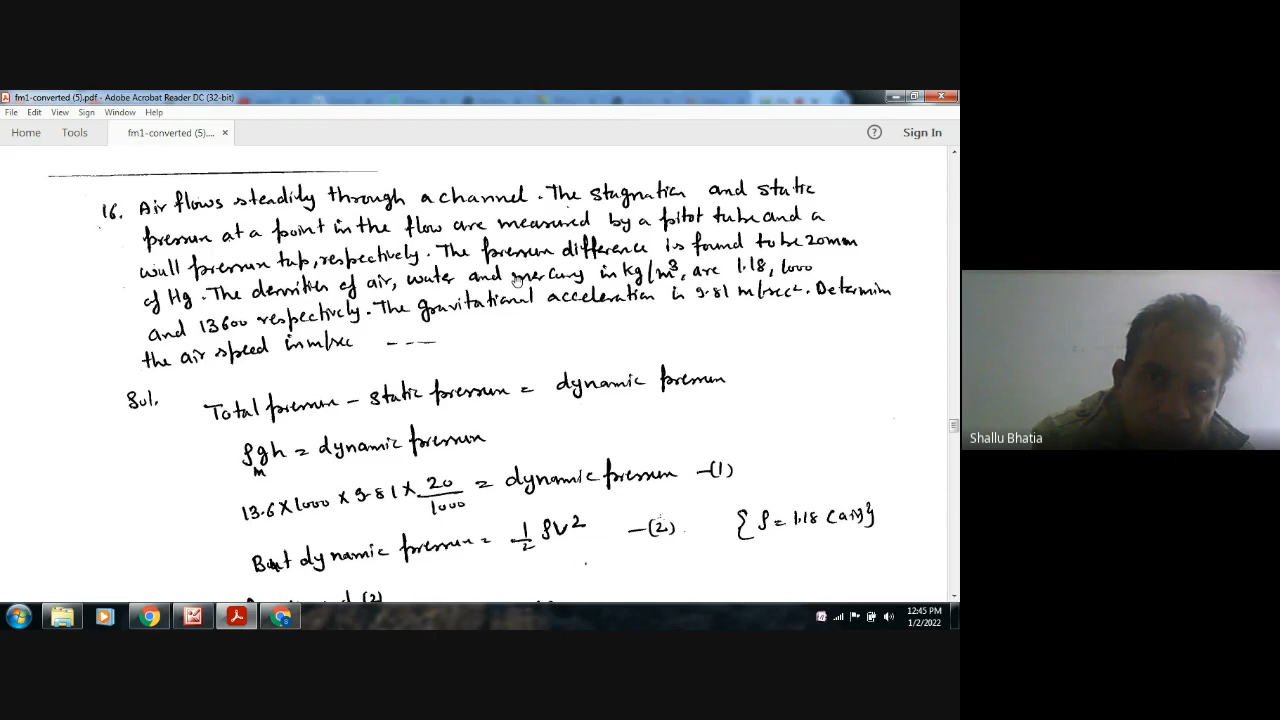 fm1-converted (5).pdf - Adobe Acrobat Reader DC (32-bit)
File Edit View Sign Window Help
Home Tools fm1-converted (5).... x ? Sign In
16. Air flows steadily through a channel. The stagnation and static
pressure at a point in the flow are measured by a pitot tube and a
wall pressure tap, respectively. The pressure difference is found to be 20mm
of Hg. The densities of air, water and mercury in kg/m³, are 1.18, 1000
and 13600 respectively. The gravitational acceleration is 9.81 m/sec². Determine
the air speed in m/sec ---
Sol. Total pressure - static pressure = dynamic pressure
ρₘgh = dynamic pressure
13.6 × 1000 × 9.81 × 20/1000 = dynamic pressure -(1)
But dynamic pressure = 1/2 ρV² -(2) {ρ = 1.18 (air)}
Shallu Bhatia
12:45 PM
1/2/2022